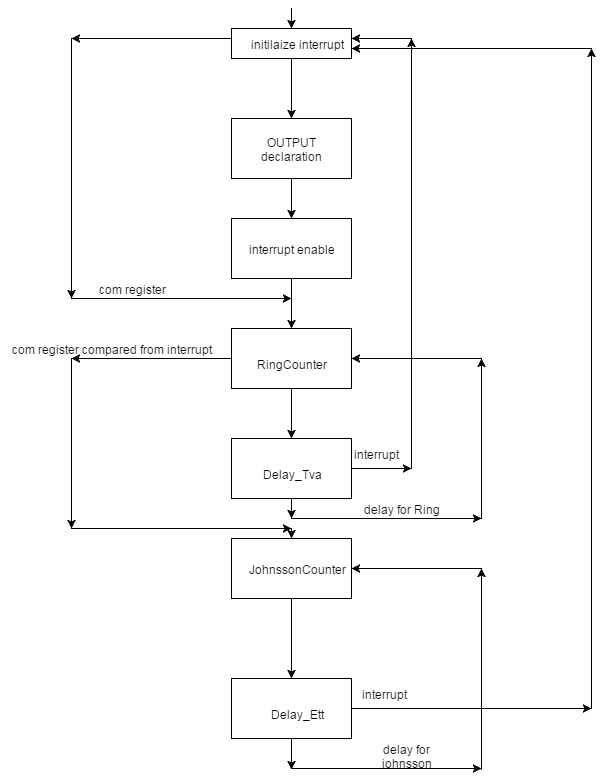 initilaize interrupt
OUTPUT
declaration
interrupt enable
com register
com register compared from interrupt
RingCounter
interrupt
Delay_Tva
delay for Ring
JohnssonCounter
interrupt
Delay_Ett
delay for
johnsson